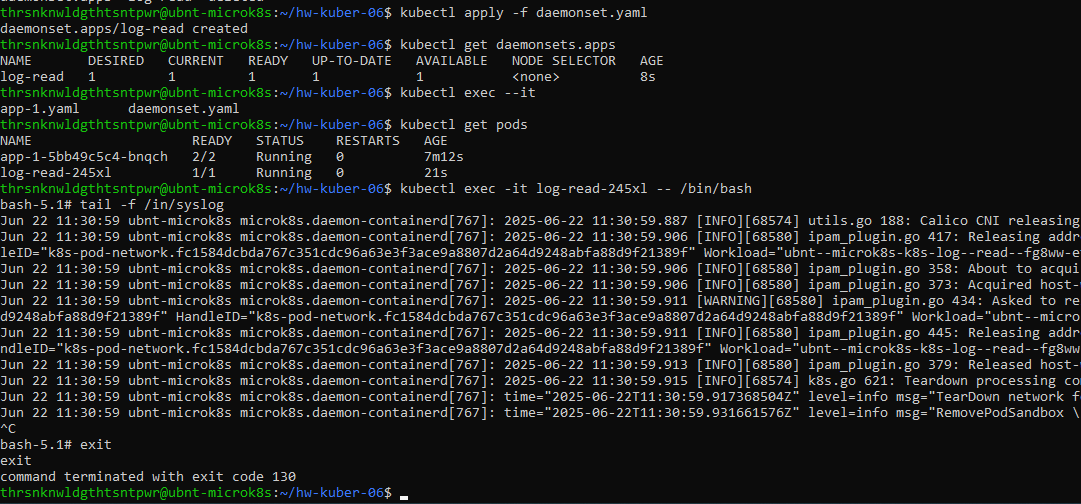 thrsnknwldgthtsntpwr@ubnt-microk8s:~/hw-kuber-06$ kubectl apply -f daemonset.yaml
daemonset.apps/log-read created
thrsnknwldgthtsntpwr@ubnt-microk8s:~/hw-kuber-06$ kubectl get daemonsets.apps
NAME       DESIRED   CURRENT   READY   UP-TO-DATE   AVAILABLE   NODE SELECTOR   AGE
log-read   1         1         1       1            1           <none>          8s
thrsnknwldgthtsntpwr@ubnt-microk8s:~/hw-kuber-06$ kubectl exec --it
app-1.yaml      daemonset.yaml
thrsnknwldgthtsntpwr@ubnt-microk8s:~/hw-kuber-06$ kubectl get pods
NAME                     READY   STATUS    RESTARTS   AGE
app-1-5bb49c5c4-bnqch   2/2     Running   0          7m12s
log-read-245xl          1/1     Running   0          21s
thrsnknwldgthtsntpwr@ubnt-microk8s:~/hw-kuber-06$ kubectl exec -it log-read-245xl -- /bin/bash
bash-5.1# tail -f /in/syslog
Jun 22 11:30:59 ubnt-microk8s microk8s.daemon-containerd[767]: 2025-06-22 11:30:59.887 [INFO][68574] utils.go 188: Calico CNI releasing
Jun 22 11:30:59 ubnt-microk8s microk8s.daemon-containerd[767]: 2025-06-22 11:30:59.906 [INFO][68580] ipam_plugin.go 417: Releasing addr
leID="k8s-pod-network.fc1584dcbda767c351cdc96a63e3f3ace9a8807d2a64d9248abfa88d9f21389f" Workload="ubnt--microk8s-k8s-log--read--fg8ww-e
Jun 22 11:30:59 ubnt-microk8s microk8s.daemon-containerd[767]: 2025-06-22 11:30:59.906 [INFO][68580] ipam_plugin.go 358: About to acqui
Jun 22 11:30:59 ubnt-microk8s microk8s.daemon-containerd[767]: 2025-06-22 11:30:59.906 [INFO][68580] ipam_plugin.go 373: Acquired host-
Jun 22 11:30:59 ubnt-microk8s microk8s.daemon-containerd[767]: 2025-06-22 11:30:59.911 [WARNING][68580] ipam_plugin.go 434: Asked to re
d9248abfa88d9f21389f" HandleID="k8s-pod-network.fc1584dcbda767c351cdc96a63e3f3ace9a8807d2a64d9248abfa88d9f21389f" Workload="ubnt--micro
Jun 22 11:30:59 ubnt-microk8s microk8s.daemon-containerd[767]: 2025-06-22 11:30:59.911 [INFO][68580] ipam_plugin.go 445: Releasing addr
ndleID="k8s-pod-network.fc1584dcbda767c351cdc96a63e3f3ace9a8807d2a64d9248abfa88d9f21389f" Workload="ubnt--microk8s-k8s-log--read--fg8ww
Jun 22 11:30:59 ubnt-microk8s microk8s.daemon-containerd[767]: 2025-06-22 11:30:59.913 [INFO][68580] ipam_plugin.go 379: Released host-
Jun 22 11:30:59 ubnt-microk8s microk8s.daemon-containerd[767]: 2025-06-22 11:30:59.915 [INFO][68574] k8s.go 621: Teardown processing co
Jun 22 11:30:59 ubnt-microk8s microk8s.daemon-containerd[767]: time="2025-06-22T11:30:59.917368504Z" level=info msg="TearDown network f
Jun 22 11:30:59 ubnt-microk8s microk8s.daemon-containerd[767]: time="2025-06-22T11:30:59.931661576Z" level=info msg="RemovePodSandbox \
^C
bash-5.1# exit
exit
command terminated with exit code 130
thrsnknwldgthtsntpwr@ubnt-microk8s:~/hw-kuber-06$